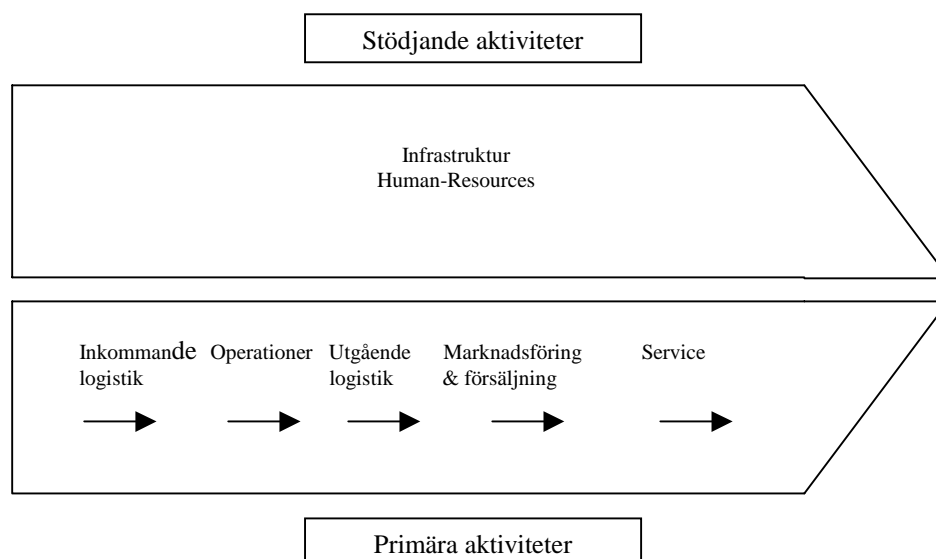 Stödjande aktiviteter
Infrastruktur
Human-Resources
Inkommande
logistik
Operationer
Utgående
logistik
Marknadsföring
& försäljning
Service
Primära aktiviteter